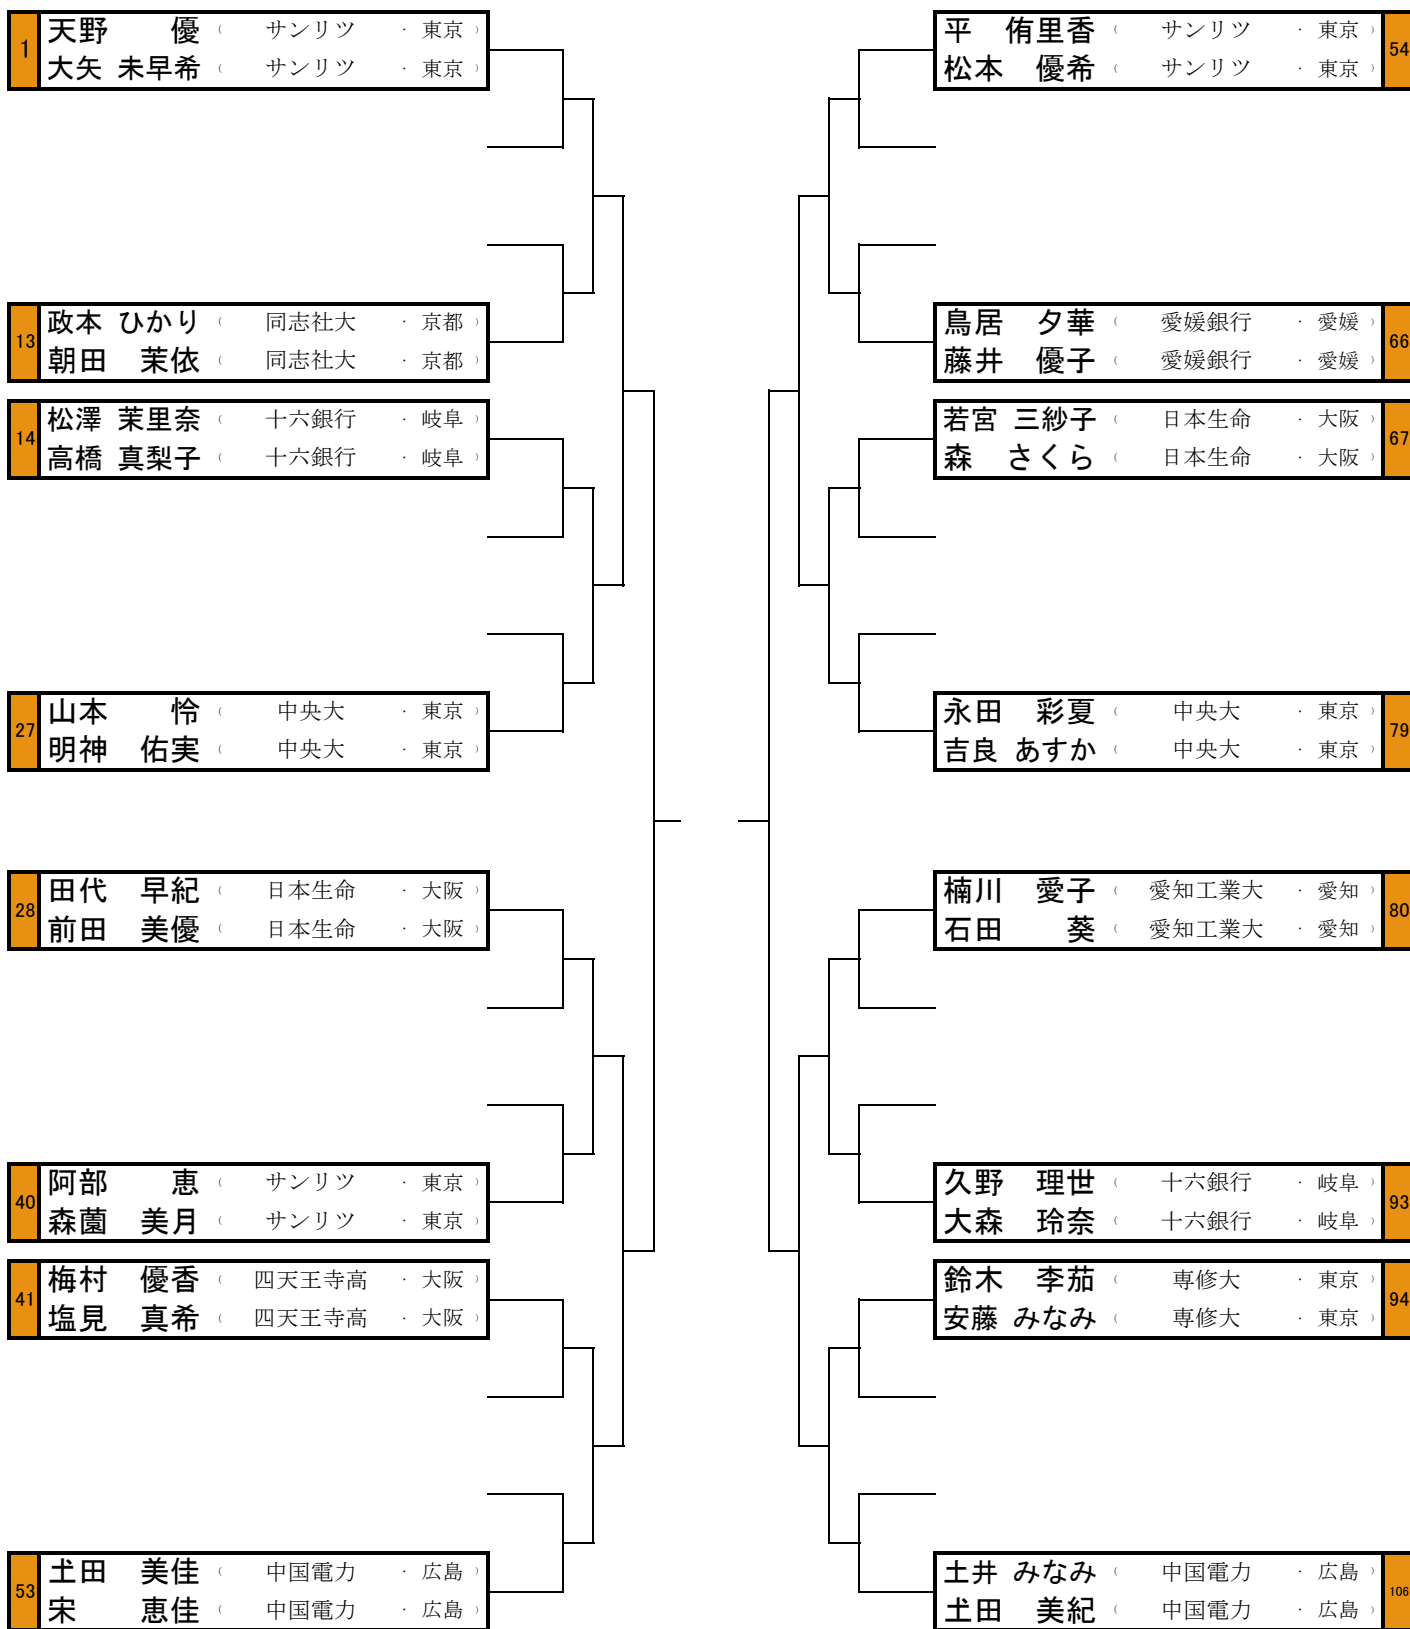 1 天野 優 ( サンリツ ・ 東京 )
大矢 未早希 ( サンリツ ・ 東京 )
13 政本 ひかり ( 同志社大 ・ 京都 )
朝田 茉依 ( 同志社大 ・ 京都 )
14 松澤 茉里奈 ( 十六銀行 ・ 岐阜 )
高橋 真梨子 ( 十六銀行 ・ 岐阜 )
27 山本 怜 ( 中央大 ・ 東京 )
明神 佑実 ( 中央大 ・ 東京 )
28 田代 早紀 ( 日本生命 ・ 大阪 )
前田 美優 ( 日本生命 ・ 大阪 )
40 阿部 恵 ( サンリツ ・ 東京 )
森薗 美月 ( サンリツ ・ 東京 )
41 梅村 優香 ( 四天王寺高 ・ 大阪 )
塩見 真希 ( 四天王寺高 ・ 大阪 )
53 𡈽田 美佳 ( 中国電力 ・ 広島 )
宋 恵佳 ( 中国電力 ・ 広島 )
平 侑里香 ( サンリツ ・ 東京 ) 54
松本 優希 ( サンリツ ・ 東京 )
鳥居 夕華 ( 愛媛銀行 ・ 愛媛 ) 66
藤井 優子 ( 愛媛銀行 ・ 愛媛 )
若宮 三紗子 ( 日本生命 ・ 大阪 ) 67
森 さくら ( 日本生命 ・ 大阪 )
永田 彩夏 ( 中央大 ・ 東京 ) 79
吉良 あすか ( 中央大 ・ 東京 )
楠川 愛子 ( 愛知工業大 ・ 愛知 ) 80
石田 葵 ( 愛知工業大 ・ 愛知 )
久野 理世 ( 十六銀行 ・ 岐阜 ) 93
大森 玲奈 ( 十六銀行 ・ 岐阜 )
鈴木 李茄 ( 専修大 ・ 東京 ) 94
安藤 みなみ ( 専修大 ・ 東京 )
土井 みなみ ( 中国電力 ・ 広島 ) 106
𡈽田 美紀 ( 中国電力 ・ 広島 )